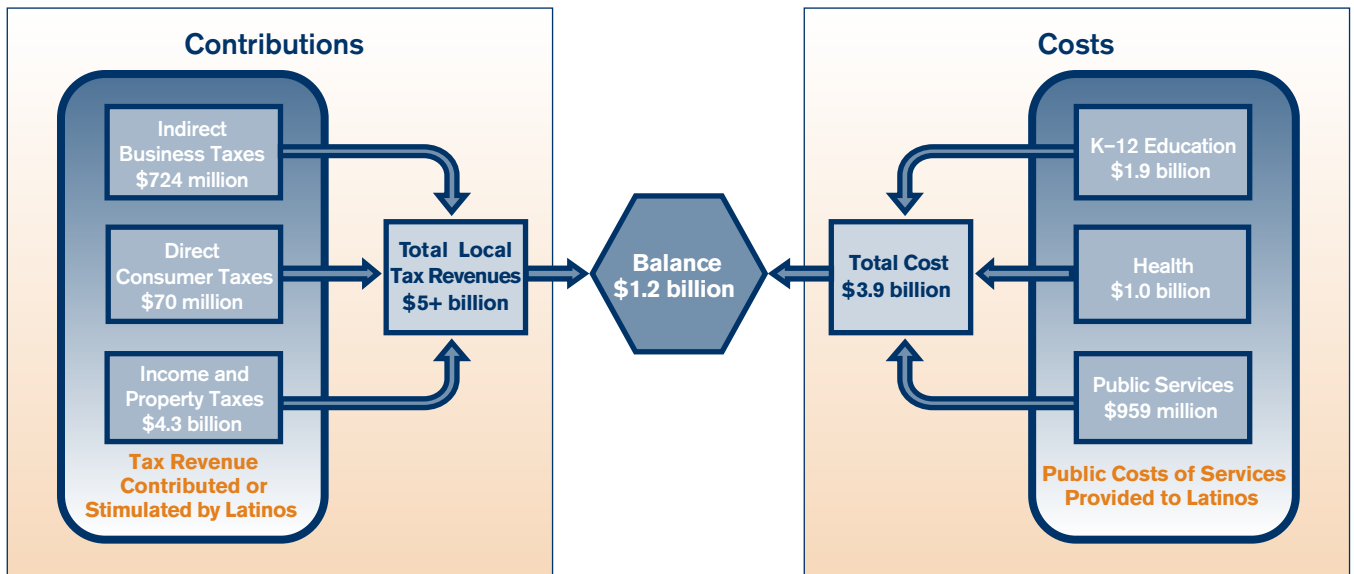 Contributions
Indirect
Business Taxes
$724 million
Direct
Consumer Taxes
$70 million
Income and
Property Taxes
$4.3 billion
Tax Revenue
Contributed or
Stimulated by Latinos
Total Local
Tax Revenues
$5+ billion
Balance
$1.2 billion
Costs
Total Cost
$3.9 billion
K–12 Education
$1.9 billion
Health
$1.0 billion
Public Services
$959 million
Public Costs of Services
Provided to Latinos